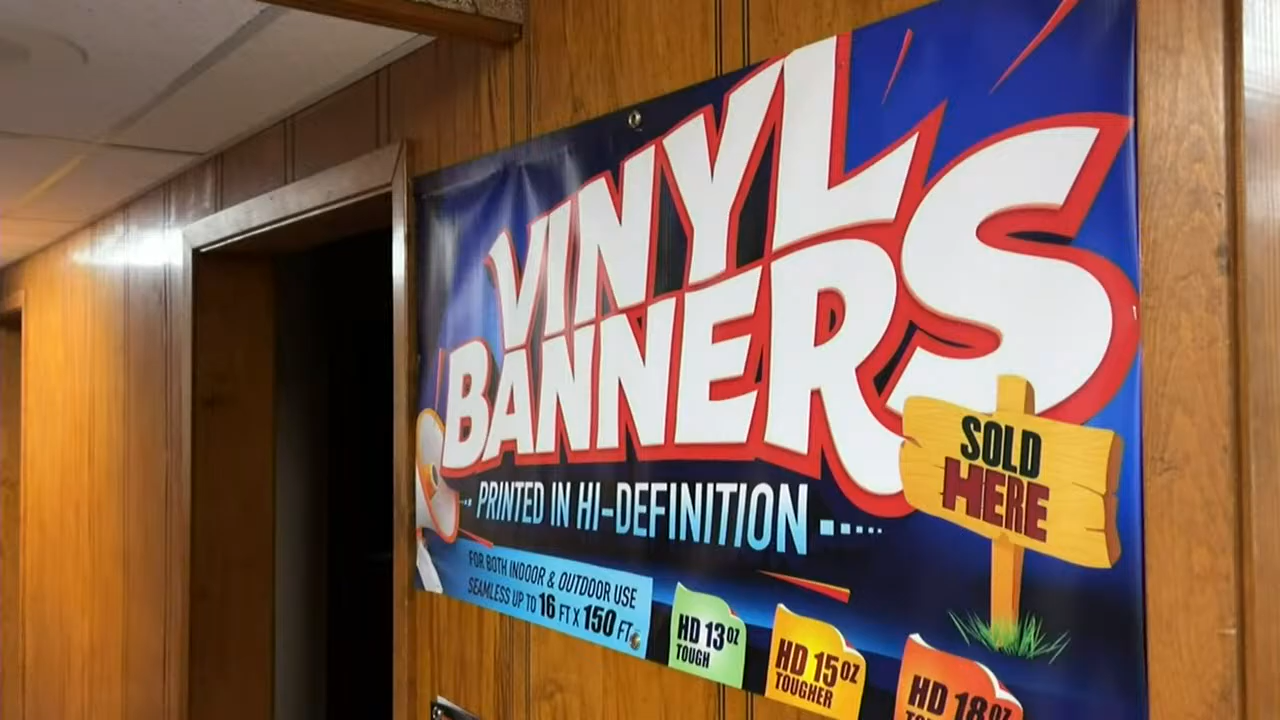 VINYL
BANNERS
PRINTED IN HI-DEFINITION
SOLD
HERE
FOR BOTH INDOOR & OUTDOOR USE
SEAMLESS UP TO 16 FT X 150 FT.
HD 13OZ
TOUGH
HD 15OZ
TOUGHER
HD 18OZ